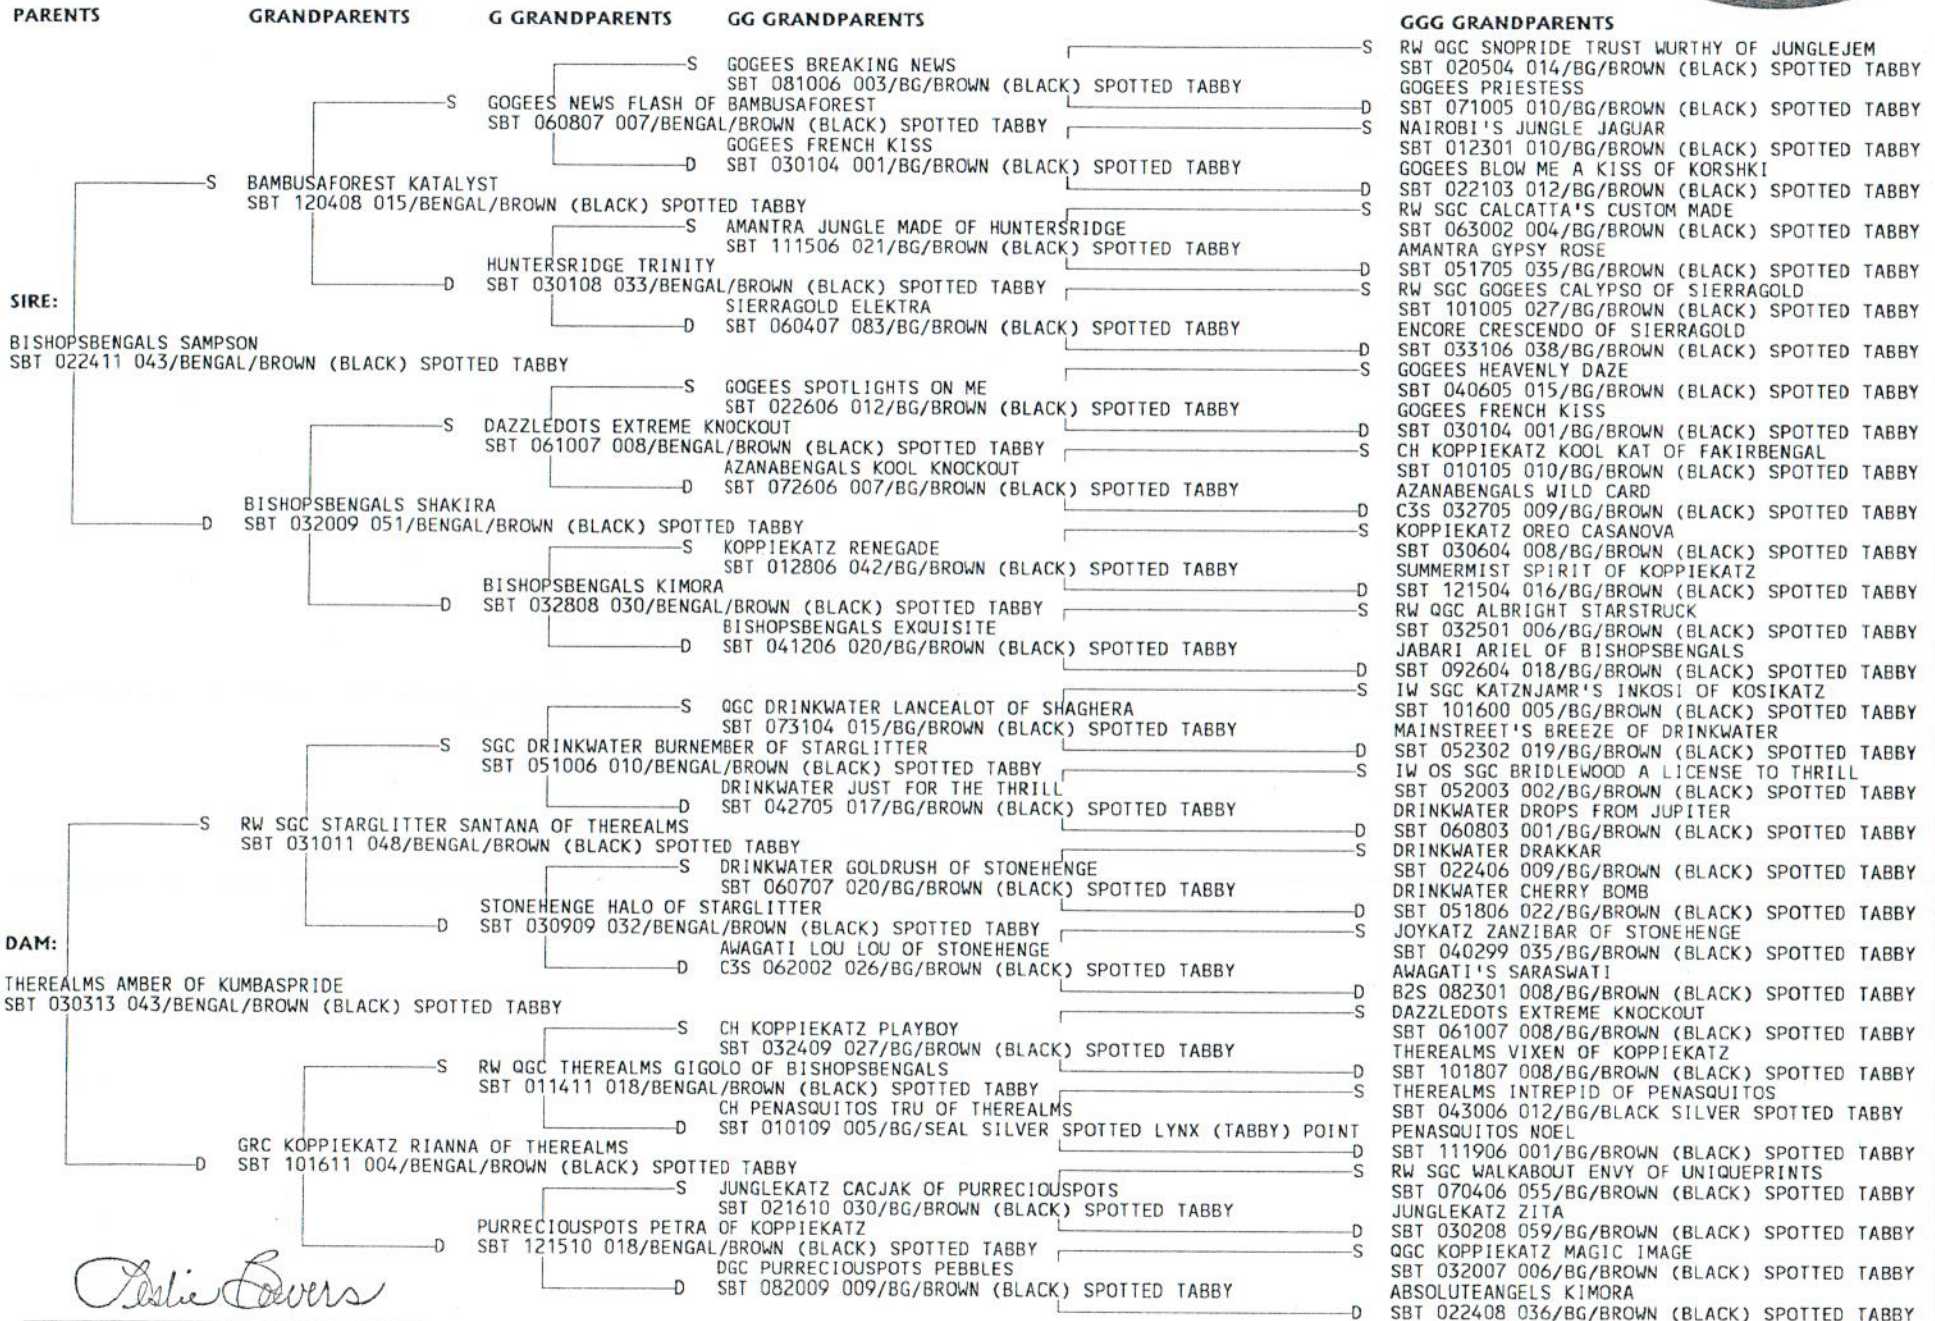 PARENTS GRANDPARENTS G GRANDPARENTS GG GRANDPARENTS GGG GRANDPARENTS
SIRE:
BISHOPSBENGALS SAMPSON
SBT 022411 043/BENGAL/BROWN (BLACK) SPOTTED TABBY
DAM:
THEREALMS AMBER OF KUMBASPRIDE
SBT 030313 043/BENGAL/BROWN (BLACK) SPOTTED TABBY
Leslie Bowers
S BAMBUSAFOREST KATALYST
SBT 120408 015/BENGAL/BROWN (BLACK) SPOTTED TABBY
BISHOPSBENGALS SHAKIRA
D SBT 032009 051/BENGAL/BROWN (BLACK) SPOTTED TABBY
S RW SGC STARGLITTER SANTANA OF THEREALMS
SBT 031011 048/BENGAL/BROWN (BLACK) SPOTTED TABBY
GRC KOPPIEKATZ RIANNA OF THEREALMS
D SBT 101611 004/BENGAL/BROWN (BLACK) SPOTTED TABBY
S GOGEES NEWS FLASH OF BAMBUSAFOREST
SBT 060807 007/BENGAL/BROWN (BLACK) SPOTTED TABBY
HUNTERSRIDGE TRINITY
D SBT 030108 033/BENGAL/BROWN (BLACK) SPOTTED TABBY
S DAZZLEDOTS EXTREME KNOCKOUT
SBT 061007 008/BENGAL/BROWN (BLACK) SPOTTED TABBY
BISHOPSBENGALS KIMORA
D SBT 032808 030/BENGAL/BROWN (BLACK) SPOTTED TABBY
S SGC DRINKWATER BURNEMBER OF STARGLITTER
SBT 051006 010/BENGAL/BROWN (BLACK) SPOTTED TABBY
STONEHENGE HALO OF STARGLITTER
D SBT 030909 032/BENGAL/BROWN (BLACK) SPOTTED TABBY
S RW QGC THEREALMS GIGOLO OF BISHOPSBENGALS
SBT 011411 018/BENGAL/BROWN (BLACK) SPOTTED TABBY
PURRECIOUSPOTS PETRA OF KOPPIEKATZ
D SBT 121510 018/BENGAL/BROWN (BLACK) SPOTTED TABBY
S GOGEES BREAKING NEWS
SBT 081006 003/BG/BROWN (BLACK) SPOTTED TABBY
GOGEES FRENCH KISS
D SBT 030104 001/BG/BROWN (BLACK) SPOTTED TABBY
S AMANTRA JUNGLE MADE OF HUNTERSRIDGE
SBT 111506 021/BG/BROWN (BLACK) SPOTTED TABBY
SIERRAGOLD ELEKTRA
D SBT 060407 083/BG/BROWN (BLACK) SPOTTED TABBY
S GOGEES SPOTLIGHTS ON ME
SBT 022606 012/BG/BROWN (BLACK) SPOTTED TABBY
AZANABENGALS KOOL KNOCKOUT
D SBT 072606 007/BG/BROWN (BLACK) SPOTTED TABBY
S KOPPIEKATZ RENEGADE
SBT 012806 042/BG/BROWN (BLACK) SPOTTED TABBY
BISHOPSBENGALS EXQUISITE
D SBT 041206 020/BG/BROWN (BLACK) SPOTTED TABBY
S QGC DRINKWATER LANCEALOT OF SHAGHERA
SBT 073104 015/BG/BROWN (BLACK) SPOTTED TABBY
DRINKWATER JUST FOR THE THRILL
D SBT 042705 017/BG/BROWN (BLACK) SPOTTED TABBY
S DRINKWATER GOLDRUSH OF STONEHENGE
SBT 060707 020/BG/BROWN (BLACK) SPOTTED TABBY
AWAGATI LOU LOU OF STONEHENGE
D C3S 062002 026/BG/BROWN (BLACK) SPOTTED TABBY
S CH KOPPIEKATZ PLAYBOY
SBT 032409 027/BG/BROWN (BLACK) SPOTTED TABBY
CH PENASQUITOS TRU OF THEREALMS
D SBT 010109 005/BG/SEAL SILVER SPOTTED LYNX (TABBY) POINT
S JUNGLEKATZ CACJAK OF PURRECIOUSPOTS
SBT 021610 030/BG/BROWN (BLACK) SPOTTED TABBY
DGC PURRECIOUSPOTS PEBBLES
D SBT 082009 009/BG/BROWN (BLACK) SPOTTED TABBY
S RW QGC SNOPRIDE TRUST WURTHY OF JUNGLEJEM
SBT 020504 014/BG/BROWN (BLACK) SPOTTED TABBY
GOGEES PRIESTESS
D SBT 071005 010/BG/BROWN (BLACK) SPOTTED TABBY
S NAIROBI'S JUNGLE JAGUAR
SBT 012301 010/BG/BROWN (BLACK) SPOTTED TABBY
GOGEES BLOW ME A KISS OF KORSHKI
D SBT 022103 012/BG/BROWN (BLACK) SPOTTED TABBY
S RW SGC CALCATTA'S CUSTOM MADE
SBT 063002 004/BG/BROWN (BLACK) SPOTTED TABBY
AMANTRA GYPSY ROSE
D SBT 051705 035/BG/BROWN (BLACK) SPOTTED TABBY
S RW SGC GOGEES CALYPSO OF SIERRAGOLD
SBT 101005 027/BG/BROWN (BLACK) SPOTTED TABBY
ENCORE CRESCENDO OF SIERRAGOLD
D SBT 033106 038/BG/BROWN (BLACK) SPOTTED TABBY
S GOGEES HEAVENLY DAZE
SBT 040605 015/BG/BROWN (BLACK) SPOTTED TABBY
GOGEES FRENCH KISS
D SBT 030104 001/BG/BROWN (BLACK) SPOTTED TABBY
S CH KOPPIEKATZ KOOL KAT OF FAKIRBENGAL
SBT 010105 010/BG/BROWN (BLACK) SPOTTED TABBY
AZANABENGALS WILD CARD
D C3S 032705 009/BG/BROWN (BLACK) SPOTTED TABBY
S KOPPIEKATZ OREO CASANOVA
SBT 030604 008/BG/BROWN (BLACK) SPOTTED TABBY
SUMMERMIST SPIRIT OF KOPPIEKATZ
D SBT 121504 016/BG/BROWN (BLACK) SPOTTED TABBY
S RW QGC ALBRIGHT STARSTRUCK
SBT 032501 006/BG/BROWN (BLACK) SPOTTED TABBY
JABARI ARIEL OF BISHOPSBENGALS
D SBT 092604 018/BG/BROWN (BLACK) SPOTTED TABBY
S IW SGC KATZNJAMR'S INKOSI OF KOSIKATZ
SBT 101600 005/BG/BROWN (BLACK) SPOTTED TABBY
MAINSTREET'S BREEZE OF DRINKWATER
D SBT 052302 019/BG/BROWN (BLACK) SPOTTED TABBY
S IW OS SGC BRIDLEWOOD A LICENSE TO THRILL
SBT 052003 002/BG/BROWN (BLACK) SPOTTED TABBY
DRINKWATER DROPS FROM JUPITER
D SBT 060803 001/BG/BROWN (BLACK) SPOTTED TABBY
S DRINKWATER DRAKKAR
SBT 022406 009/BG/BROWN (BLACK) SPOTTED TABBY
DRINKWATER CHERRY BOMB
D SBT 051806 022/BG/BROWN (BLACK) SPOTTED TABBY
S JOYKATZ ZANZIBAR OF STONEHENGE
SBT 040299 035/BG/BROWN (BLACK) SPOTTED TABBY
AWAGATI'S SARASWATI
D B2S 082301 008/BG/BROWN (BLACK) SPOTTED TABBY
S DAZZLEDOTS EXTREME KNOCKOUT
SBT 061007 008/BG/BROWN (BLACK) SPOTTED TABBY
THEREALMS VIXEN OF KOPPIEKATZ
D SBT 101807 008/BG/BROWN (BLACK) SPOTTED TABBY
S THEREALMS INTREPID OF PENASQUITOS
SBT 043006 012/BG/BLACK SILVER SPOTTED TABBY
PENASQUITOS NOEL
D SBT 111906 001/BG/BROWN (BLACK) SPOTTED TABBY
S RW SGC WALKABOUT ENVY OF UNIQUEPRINTS
SBT 070406 055/BG/BROWN (BLACK) SPOTTED TABBY
JUNGLEKATZ ZITA
D SBT 030208 059/BG/BROWN (BLACK) SPOTTED TABBY
S QGC KOPPIEKATZ MAGIC IMAGE
SBT 032007 006/BG/BROWN (BLACK) SPOTTED TABBY
ABSOLUTEANGELS KIMORA
D SBT 022408 036/BG/BROWN (BLACK) SPOTTED TABBY